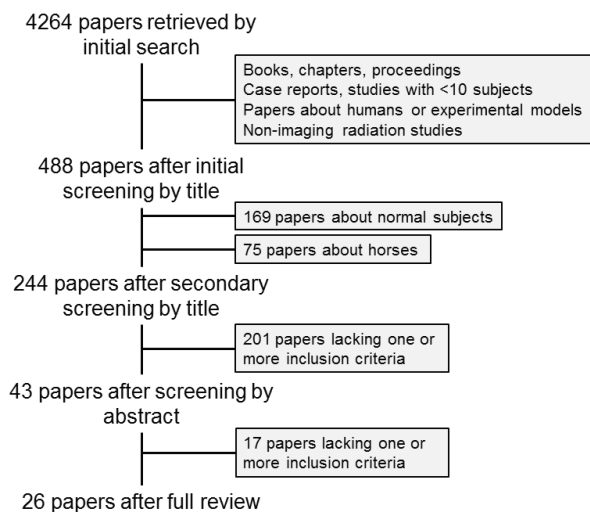 4264 papers retrieved by
initial search
Books, chapters, proceedings
Case reports, studies with <10 subjects
Papers about humans or experimental models
Non-imaging radiation studies
488 papers after initial
screening by title
169 papers about normal subjects
75 papers about horses
244 papers after secondary
screening by title
201 papers lacking one or
more inclusion criteria
43 papers after screening by
abstract
17 papers lacking one or
more inclusion criteria
26 papers after full review